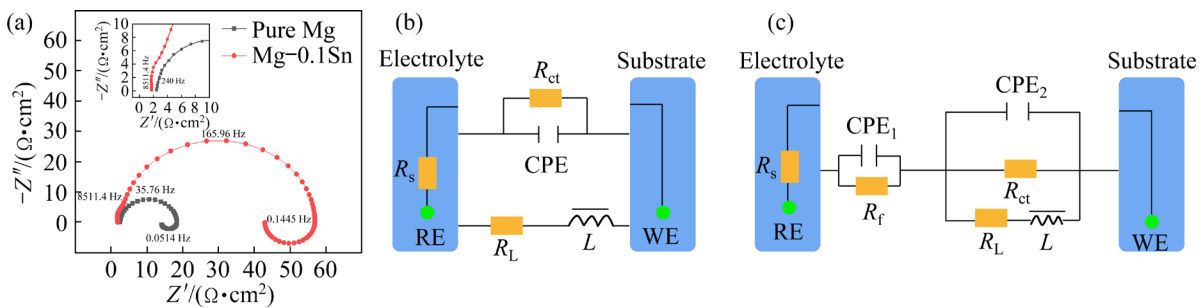 (a)
Pure Mg
Mg−0.1Sn
−Z″/(Ω·cm²)
Z′/(Ω·cm²)
60
50
40
30
20
10
0
0 10 20 30 40 50 60
10
8
6
4
2
0
0 2 4 6 8 10
−Z″/(Ω·cm²)
Z′/(Ω·cm²)
8511.4 Hz
240 Hz
165.96 Hz
35.76 Hz
8511.4 Hz
0.0514 Hz
0.1445 Hz
(b)
Electrolyte
Substrate
Rct
CPE
Rs
RE
RL
L
WE
(c)
Electrolyte
Substrate
CPE₂
CPE₁
Rs
Rf
Rct
RL
L
RE
WE